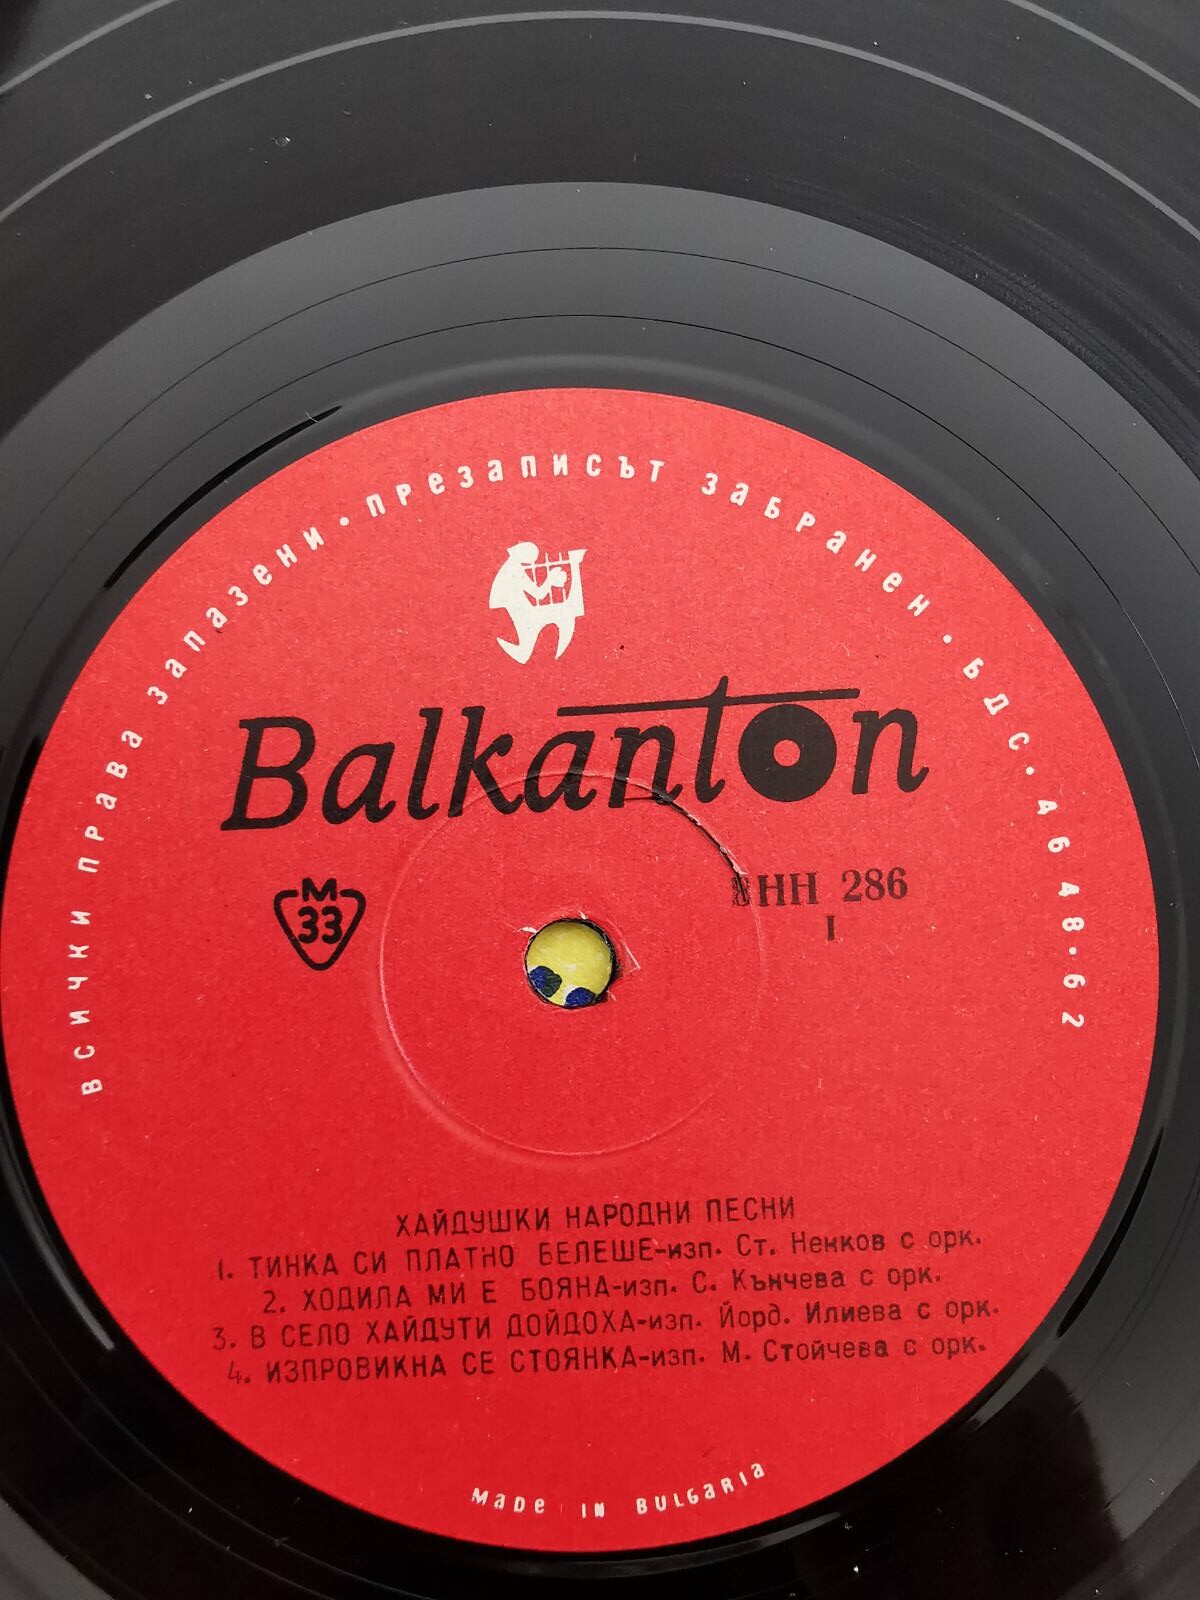 ВСИЧКИ ПРАВА ЗАПАЗЕНИ · ПРЕЗАПИСЪТ ЗАБРАНЕН · БДС · 4648·62
Balkanton
М
33
ВНН 286
I
ХАЙДУШКИ НАРОДНИ ПЕСНИ
1. ТИНКА СИ ПЛАТНО БЕЛЕШЕ-изп. Ст. Ненков с орк.
2. ХОДИЛА МИ Е БОЯНА-изп. С. Кънчева с орк.
3. В СЕЛО ХАЙДУТИ ДОЙДОХА-изп. Йорд. Илиева с орк.
4. ИЗПРОВИКНА СЕ СТОЯНКА-изп. М. Стойчева с орк.
MADE IN BULGARIA